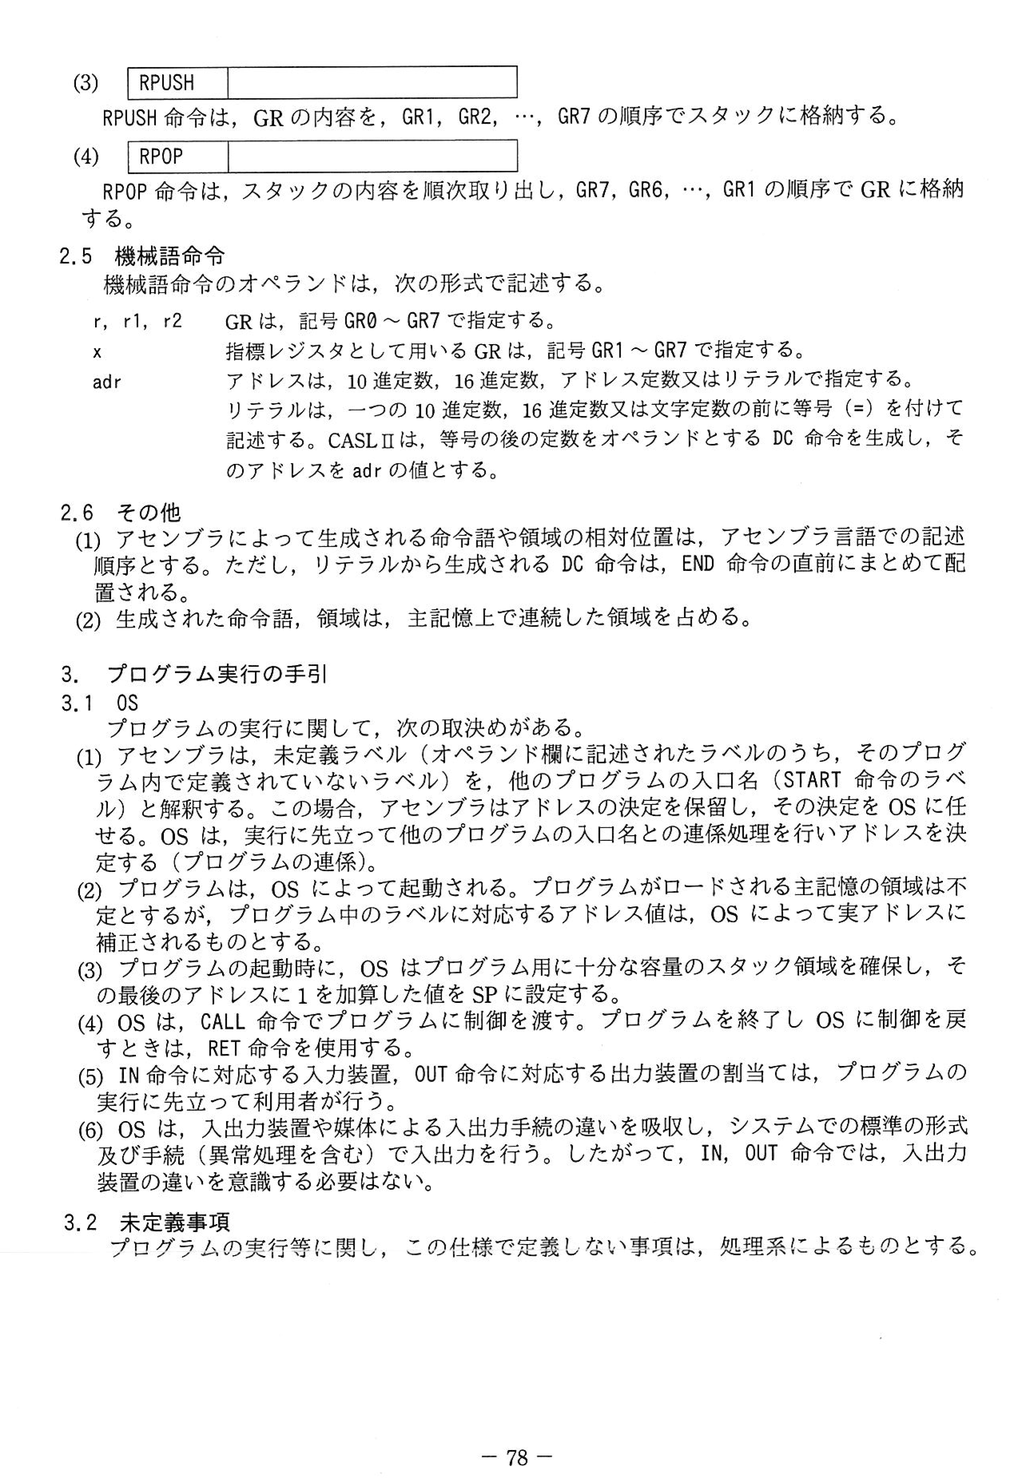 (3) RPUSH
RPUSH 命令は，GR の内容を，GR1，GR2，…，GR7 の順序でスタックに格納する。
(4) RPOP
RPOP 命令は，スタックの内容を順次取り出し，GR7，GR6，…，GR1 の順序で GR に格納
する。
2.5 機械語命令
機械語命令のオペランドは，次の形式で記述する。
r，r1，r2 GR は，記号 GR0 ～ GR7 で指定する。
x 指標レジスタとして用いる GR は，記号 GR1 ～ GR7 で指定する。
adr アドレスは，10 進定数，16 進定数，アドレス定数又はリテラルで指定する。
リテラルは，一つの 10 進定数，16 進定数又は文字定数の前に等号（=）を付けて
記述する。CASLⅡは，等号の後の定数をオペランドとする DC 命令を生成し，そ
のアドレスを adr の値とする。
2.6 その他
(1) アセンブラによって生成される命令語や領域の相対位置は，アセンブラ言語での記述
順序とする。ただし，リテラルから生成される DC 命令は，END 命令の直前にまとめて配
置される。
(2) 生成された命令語，領域は，主記憶上で連続した領域を占める。
3. プログラム実行の手引
3.1 OS
プログラムの実行に関して，次の取決めがある。
(1) アセンブラは，未定義ラベル（オペランド欄に記述されたラベルのうち，そのプログ
ラム内で定義されていないラベル）を，他のプログラムの入口名（START 命令のラベ
ル）と解釈する。この場合，アセンブラはアドレスの決定を保留し，その決定を OS に任
せる。OS は，実行に先立って他のプログラムの入口名との連係処理を行いアドレスを決
定する（プログラムの連係）。
(2) プログラムは，OS によって起動される。プログラムがロードされる主記憶の領域は不
定とするが，プログラム中のラベルに対応するアドレス値は，OS によって実アドレスに
補正されるものとする。
(3) プログラムの起動時に，OS はプログラム用に十分な容量のスタック領域を確保し，そ
の最後のアドレスに 1 を加算した値を SP に設定する。
(4) OS は，CALL 命令でプログラムに制御を渡す。プログラムを終了し OS に制御を戻
すときは，RET 命令を使用する。
(5) IN 命令に対応する入力装置，OUT 命令に対応する出力装置の割当ては，プログラムの
実行に先立って利用者が行う。
(6) OS は，入出力装置や媒体による入出力手続の違いを吸収し，システムでの標準の形式
及び手続（異常処理を含む）で入出力を行う。したがって，IN，OUT 命令では，入出力
装置の違いを意識する必要はない。
3.2 未定義事項
プログラムの実行等に関し，この仕様で定義しない事項は，処理系によるものとする。
－ 78 －